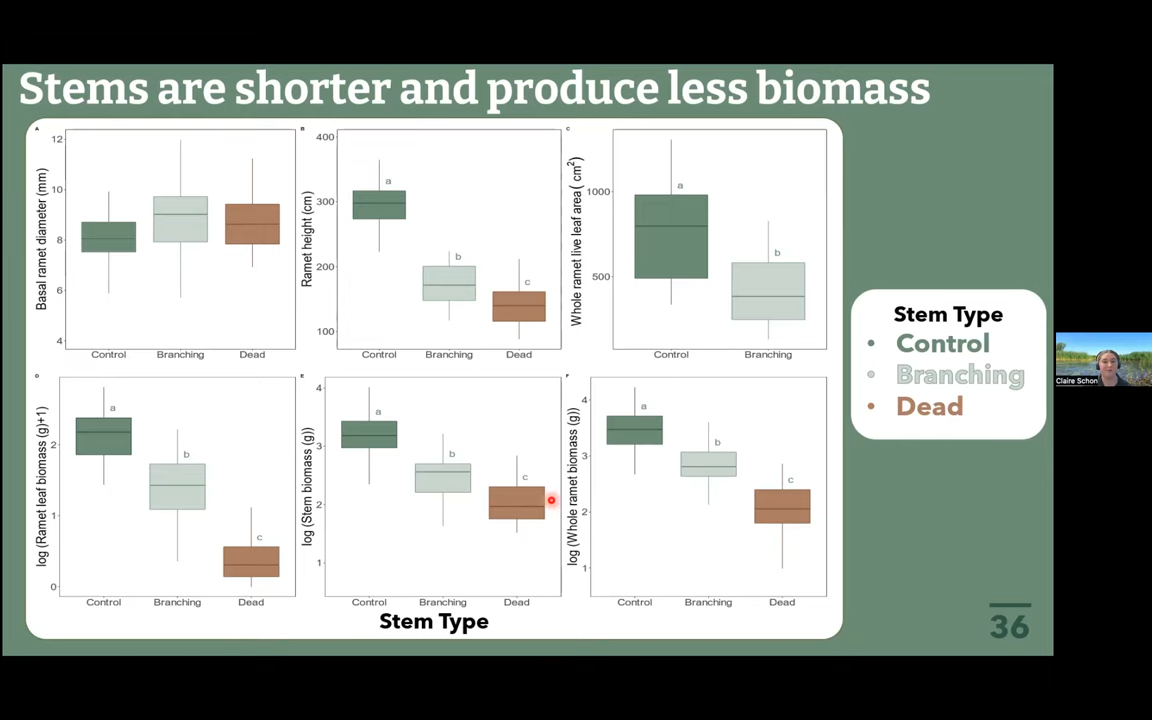 Stems are shorter and produce less biomass
A
Basal ramet diameter (mm)
12
10
8
6
4
Control Branching Dead
B
Ramet height (cm)
400
300
200
100
a
b
c
Control Branching Dead
C
Whole ramet live leaf area( cm²)
1000
500
a
b
Control Branching
D
log (Ramet leaf biomass (g)+1)
2
1
0
a
b
c
Control Branching Dead
E
log (Stem biomass (g))
4
3
2
1
a
b
c
Control Branching Dead
F
log (Whole ramet biomass (g))
4
3
2
1
a
b
c
Control Branching Dead
Stem Type
Stem Type
• Control
• Branching
• Dead
36
Claire Schon